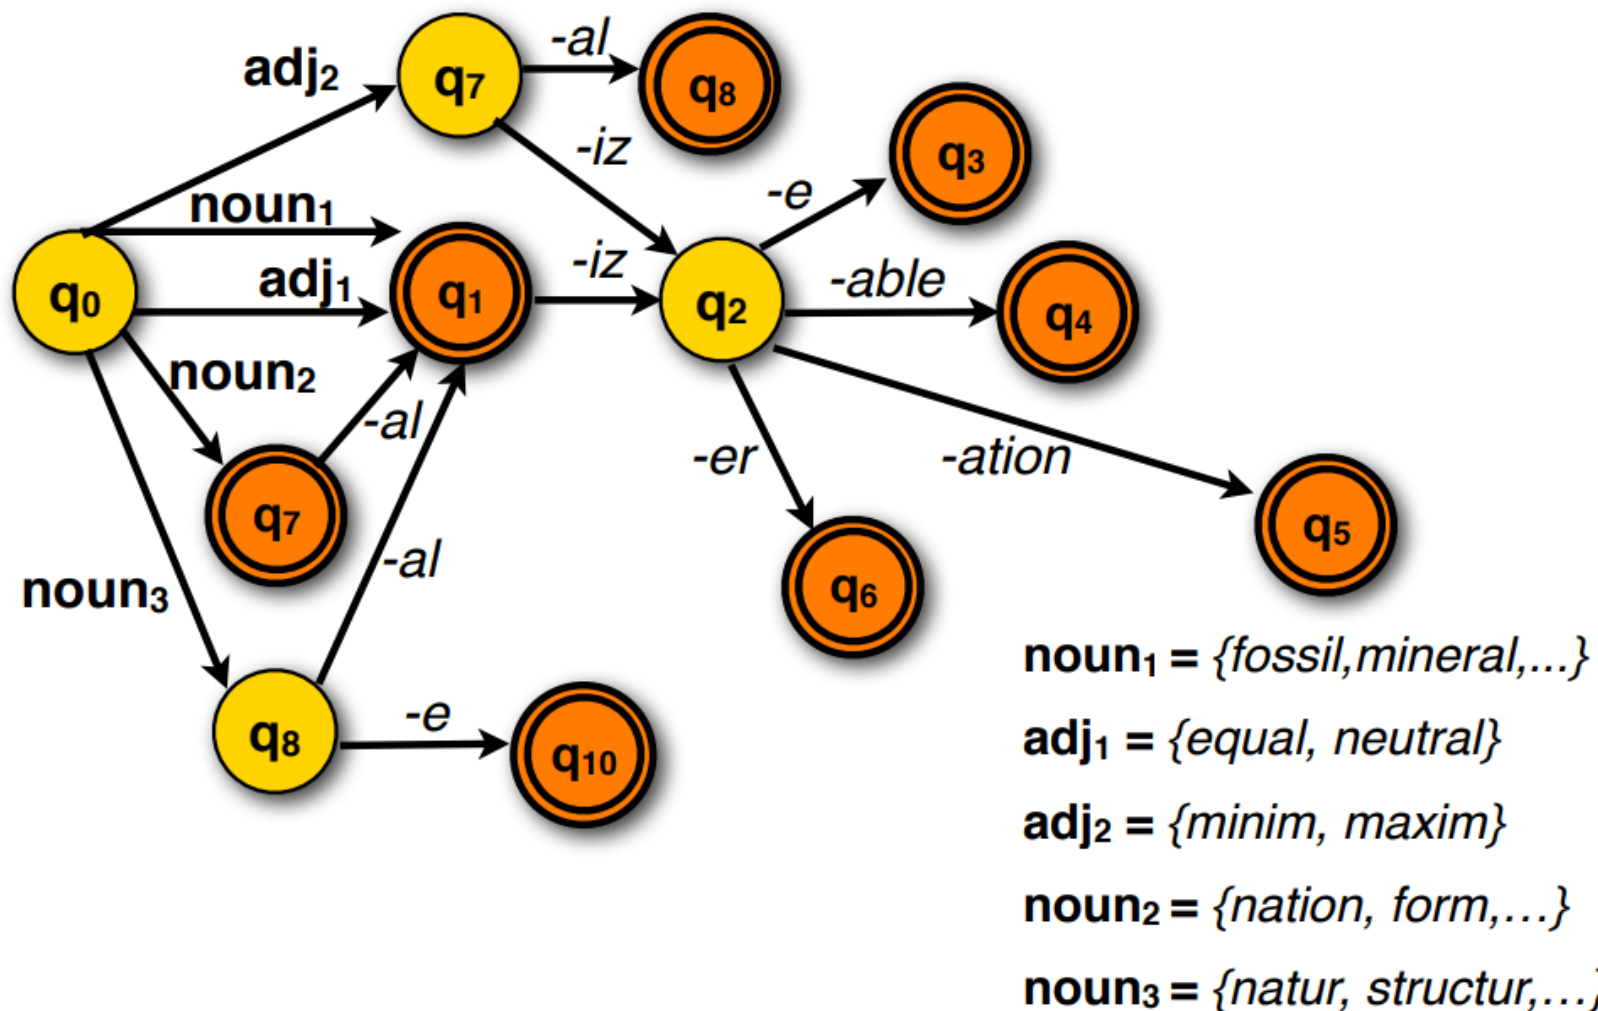 -al
adj2
q7
q8
-iz
q3
-e
noun1
-iz
adj1
-able
q0
q1
q2
q4
noun2
-al
-er
-ation
q7
q5
-al
noun3
q6
noun1 = {fossil,mineral,...}
-e
q8
q10
adj1 = {equal, neutral}
adj2 = {minim, maxim}
noun2 = {nation, form,…}
noun3 = {natur, structur,…}